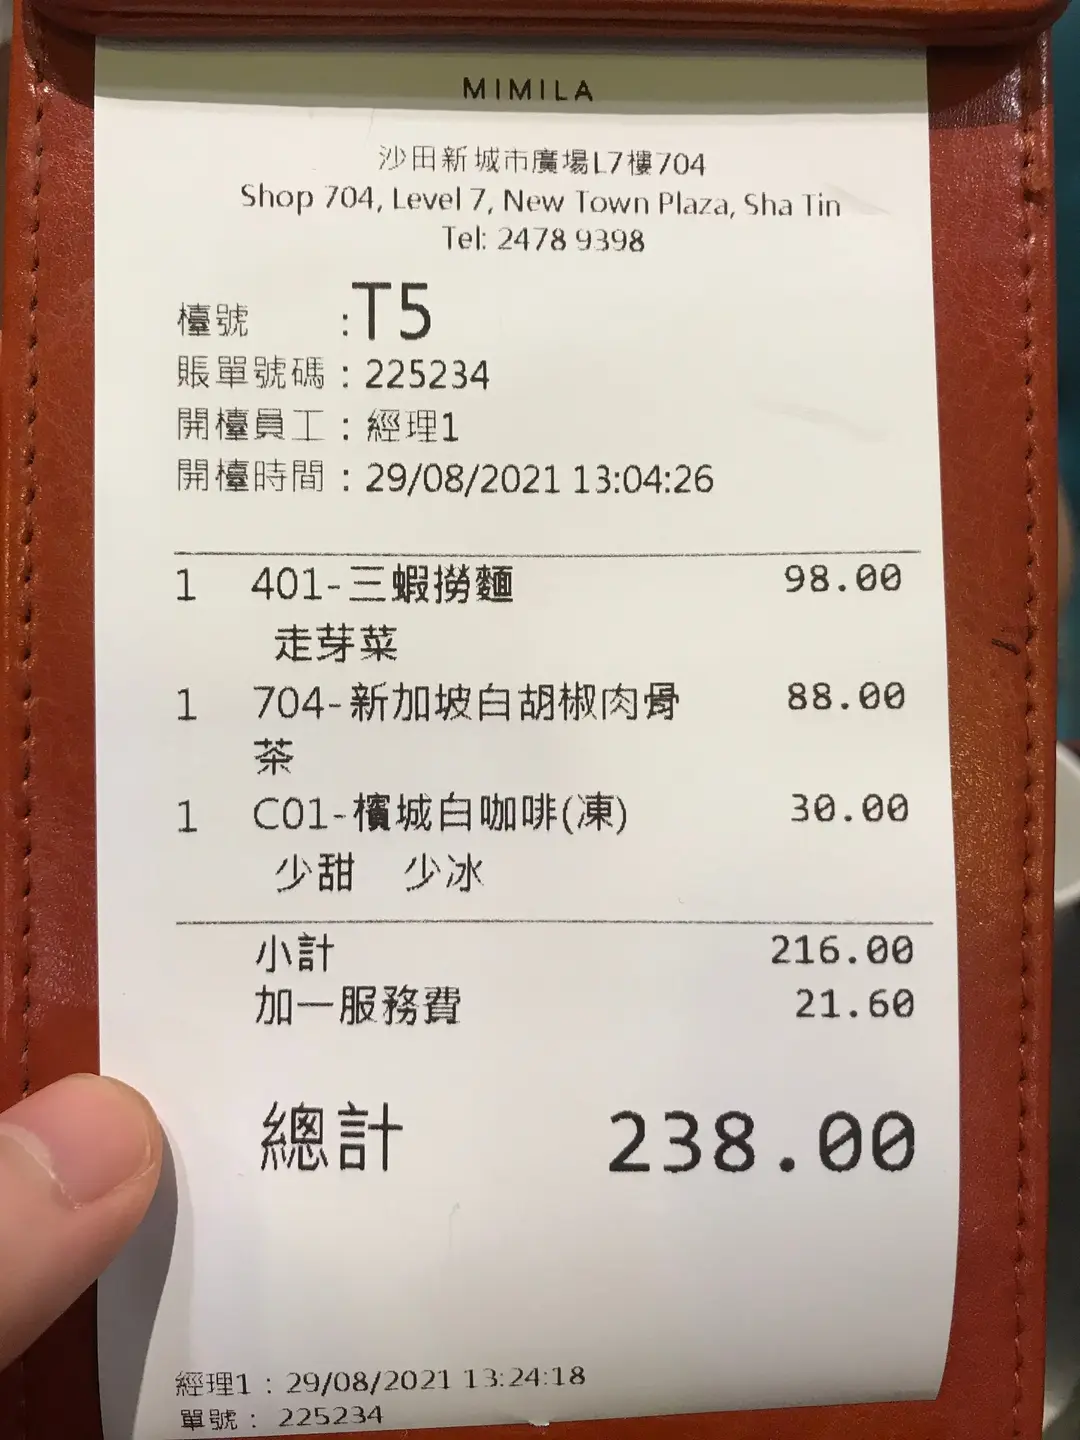 MIMILA
沙田新城市廣場L7樓704
Shop 704, Level 7, New Town Plaza, Sha Tin
Tel: 2478 9398
檯號 :T5
賬單號碼 : 225234
開檯員工 : 經理1
開檯時間 : 29/08/2021 13:04:26
1 401-三蝦撈麵 98.00
走芽菜
1 704-新加坡白胡椒肉骨 88.00
茶
1 C01-檳城白咖啡(凍) 30.00
少甜 少冰
小計 216.00
加一服務費 21.60
總計 238.00
經理1 : 29/08/2021 13:24:18
單號 : 225234